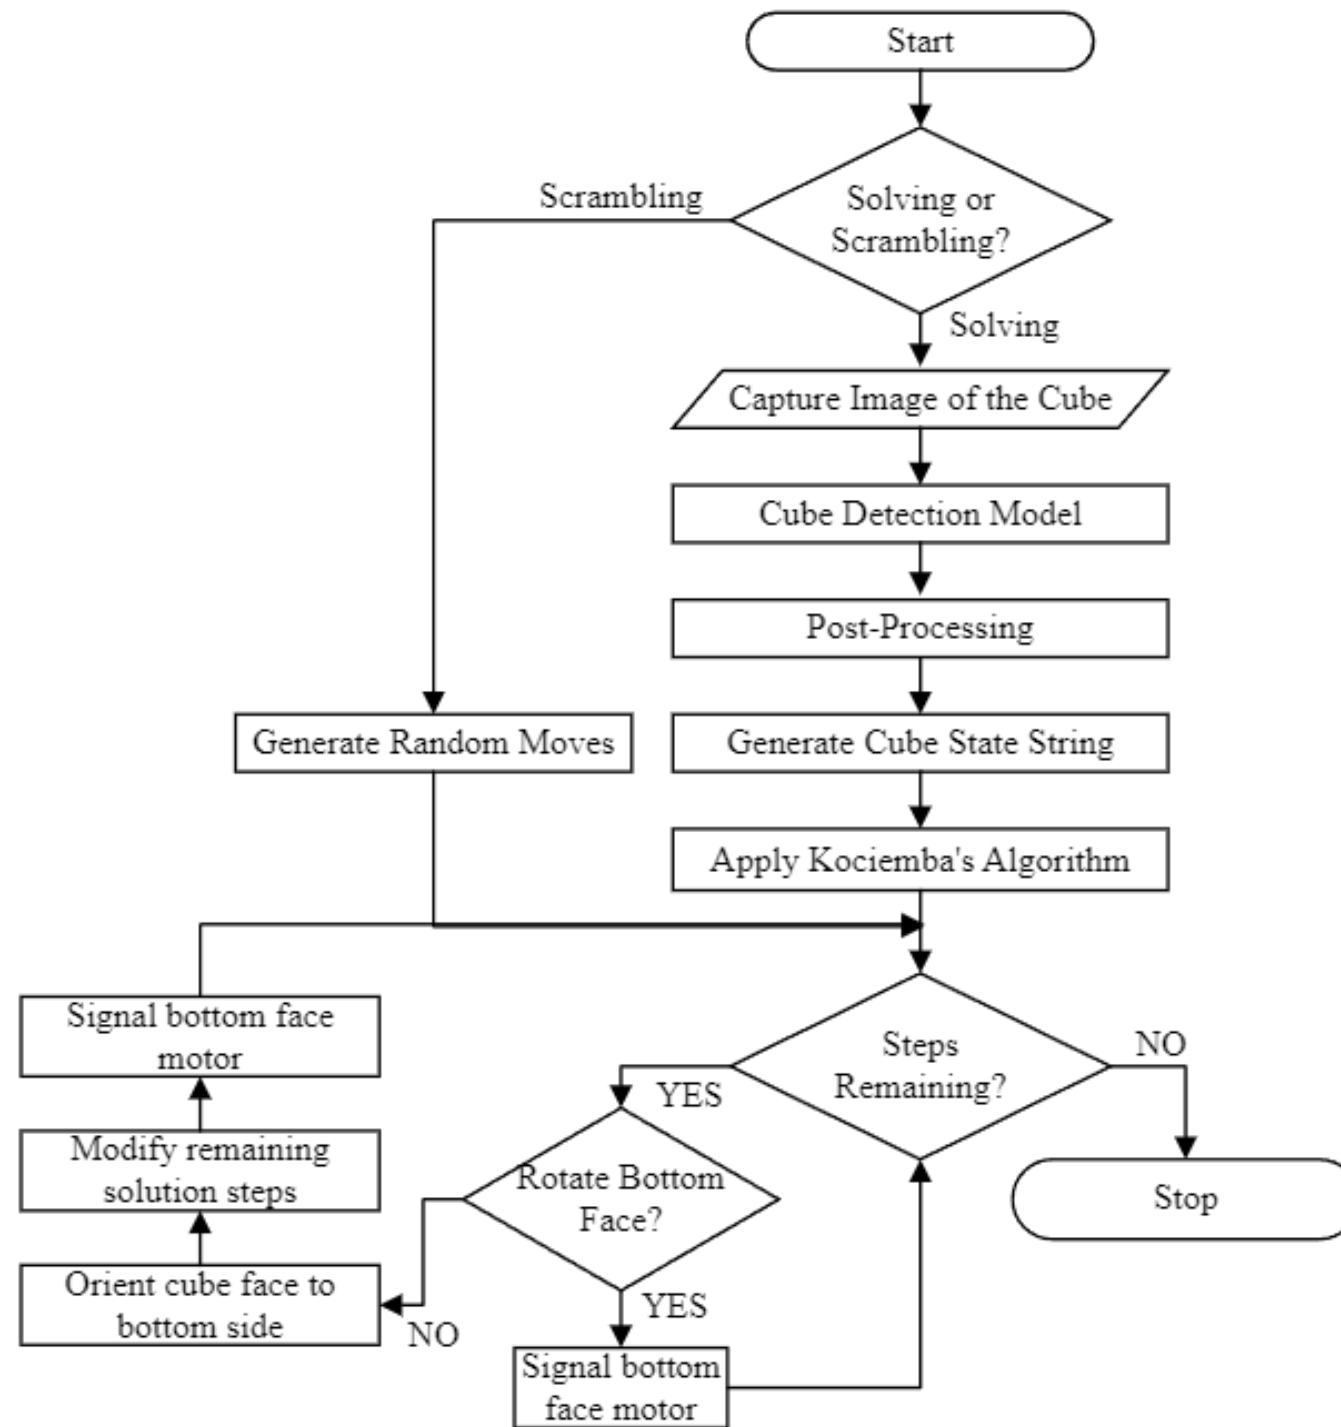 Start
Solving or
Scrambling?
Scrambling
Solving
Capture Image of the Cube
Cube Detection Model
Post-Processing
Generate Random Moves
Generate Cube State String
Apply Kociemba's Algorithm
Steps
Remaining?
YES
NO
Stop
Rotate Bottom
Face?
YES
NO
Signal bottom
face motor
Orient cube face to
bottom side
Modify remaining
solution steps
Signal bottom face
motor